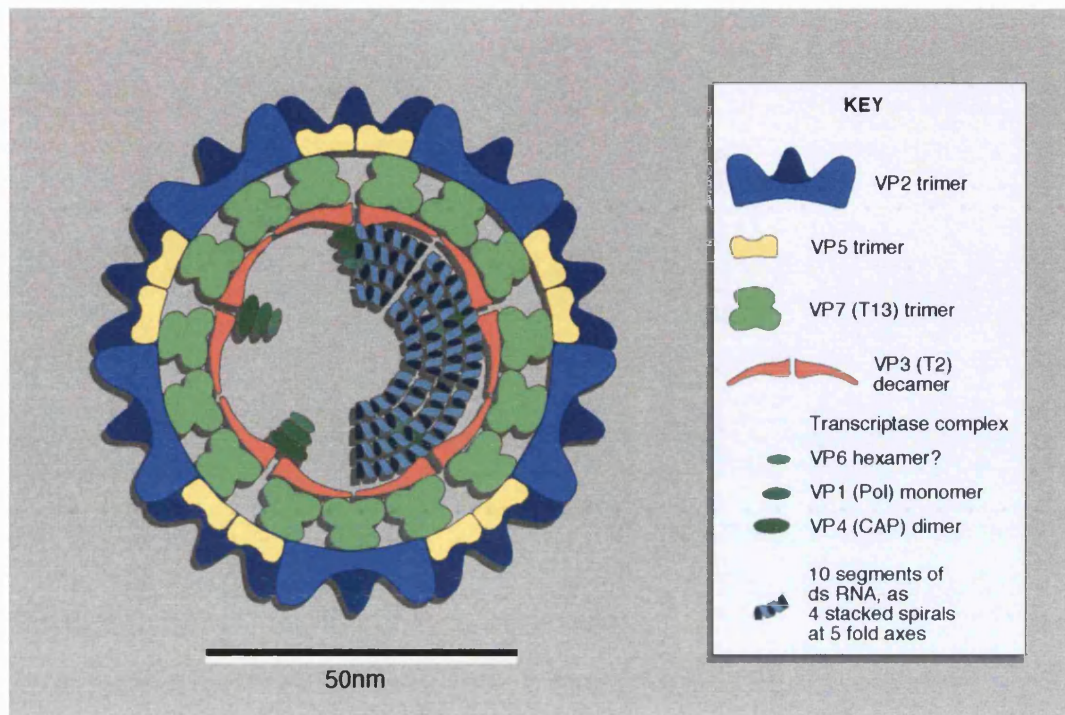 KEY
VP2 trimer
VP5 trimer
VP7 (T13) trimer
VP3 (T2)
decamer
Transcriptase complex
VP6 hexamer?
VP1 (Pol) monomer
VP4 (CAP) dimer
10 segments of
ds RNA, as
4 stacked spirals
at 5 fold axes
50nm